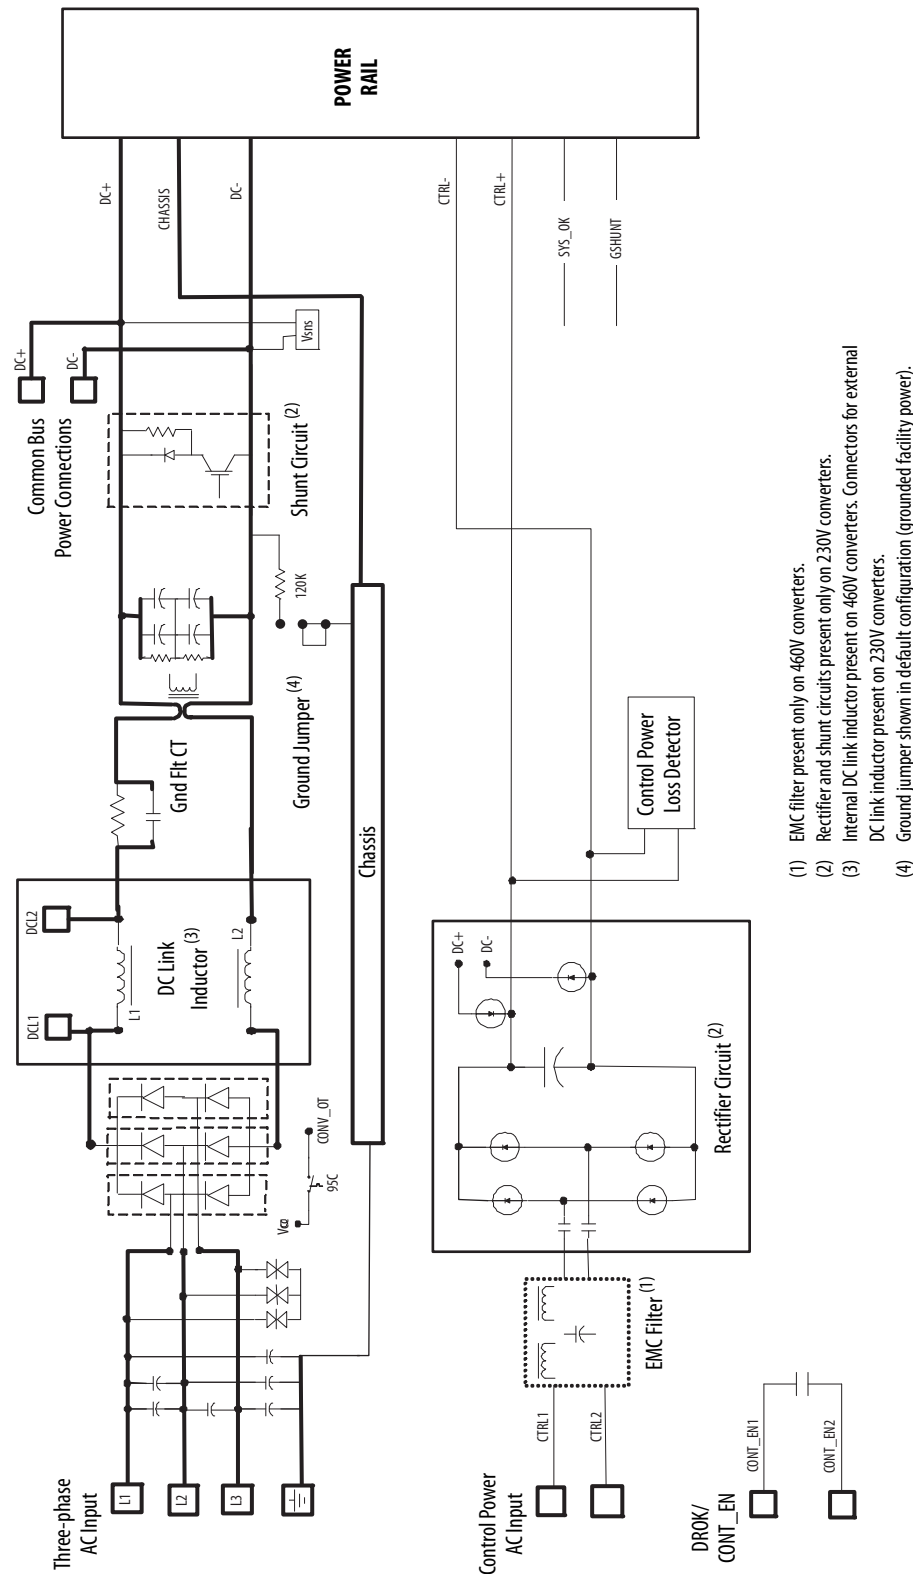 POWER
RAIL
DC+
CHASSIS
DC-
CTRL-
CTRL+
SYS_OK
GSHUNT
DC+
DC-
Vsns
Common Bus
Power Connections
Shunt Circuit (2)
120K
Ground Jumper (4)
Gnd Flt CT
Chassis
Control Power
Loss Detector
DCL2
DCL1
DC Link
Inductor (3)
L1
L2
DC+
DC-
Rectifier Circuit (2)
CONV_OT
95C
EMC Filter (1)
Three-phase
AC Input
L1
L2
L3
Control Power
AC Input
CTRL1
CTRL2
DROK/
CONT_EN
CONT_EN1
CONT_EN2
(1) EMC filter present only on 460V converters.
(2) Rectifier and shunt circuits present only on 230V converters.
(3) Internal DC link inductor present on 460V converters. Connectors for external
DC link inductor present on 230V converters.
(4) Ground jumper shown in default configuration (grounded facility power).